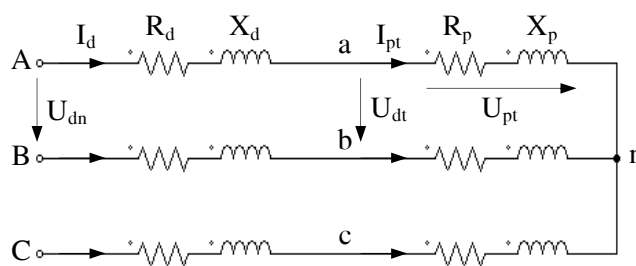 I_d R_d X_d a I_pt R_p X_p
A
U_dn U_dt U_pt
B b n
C c